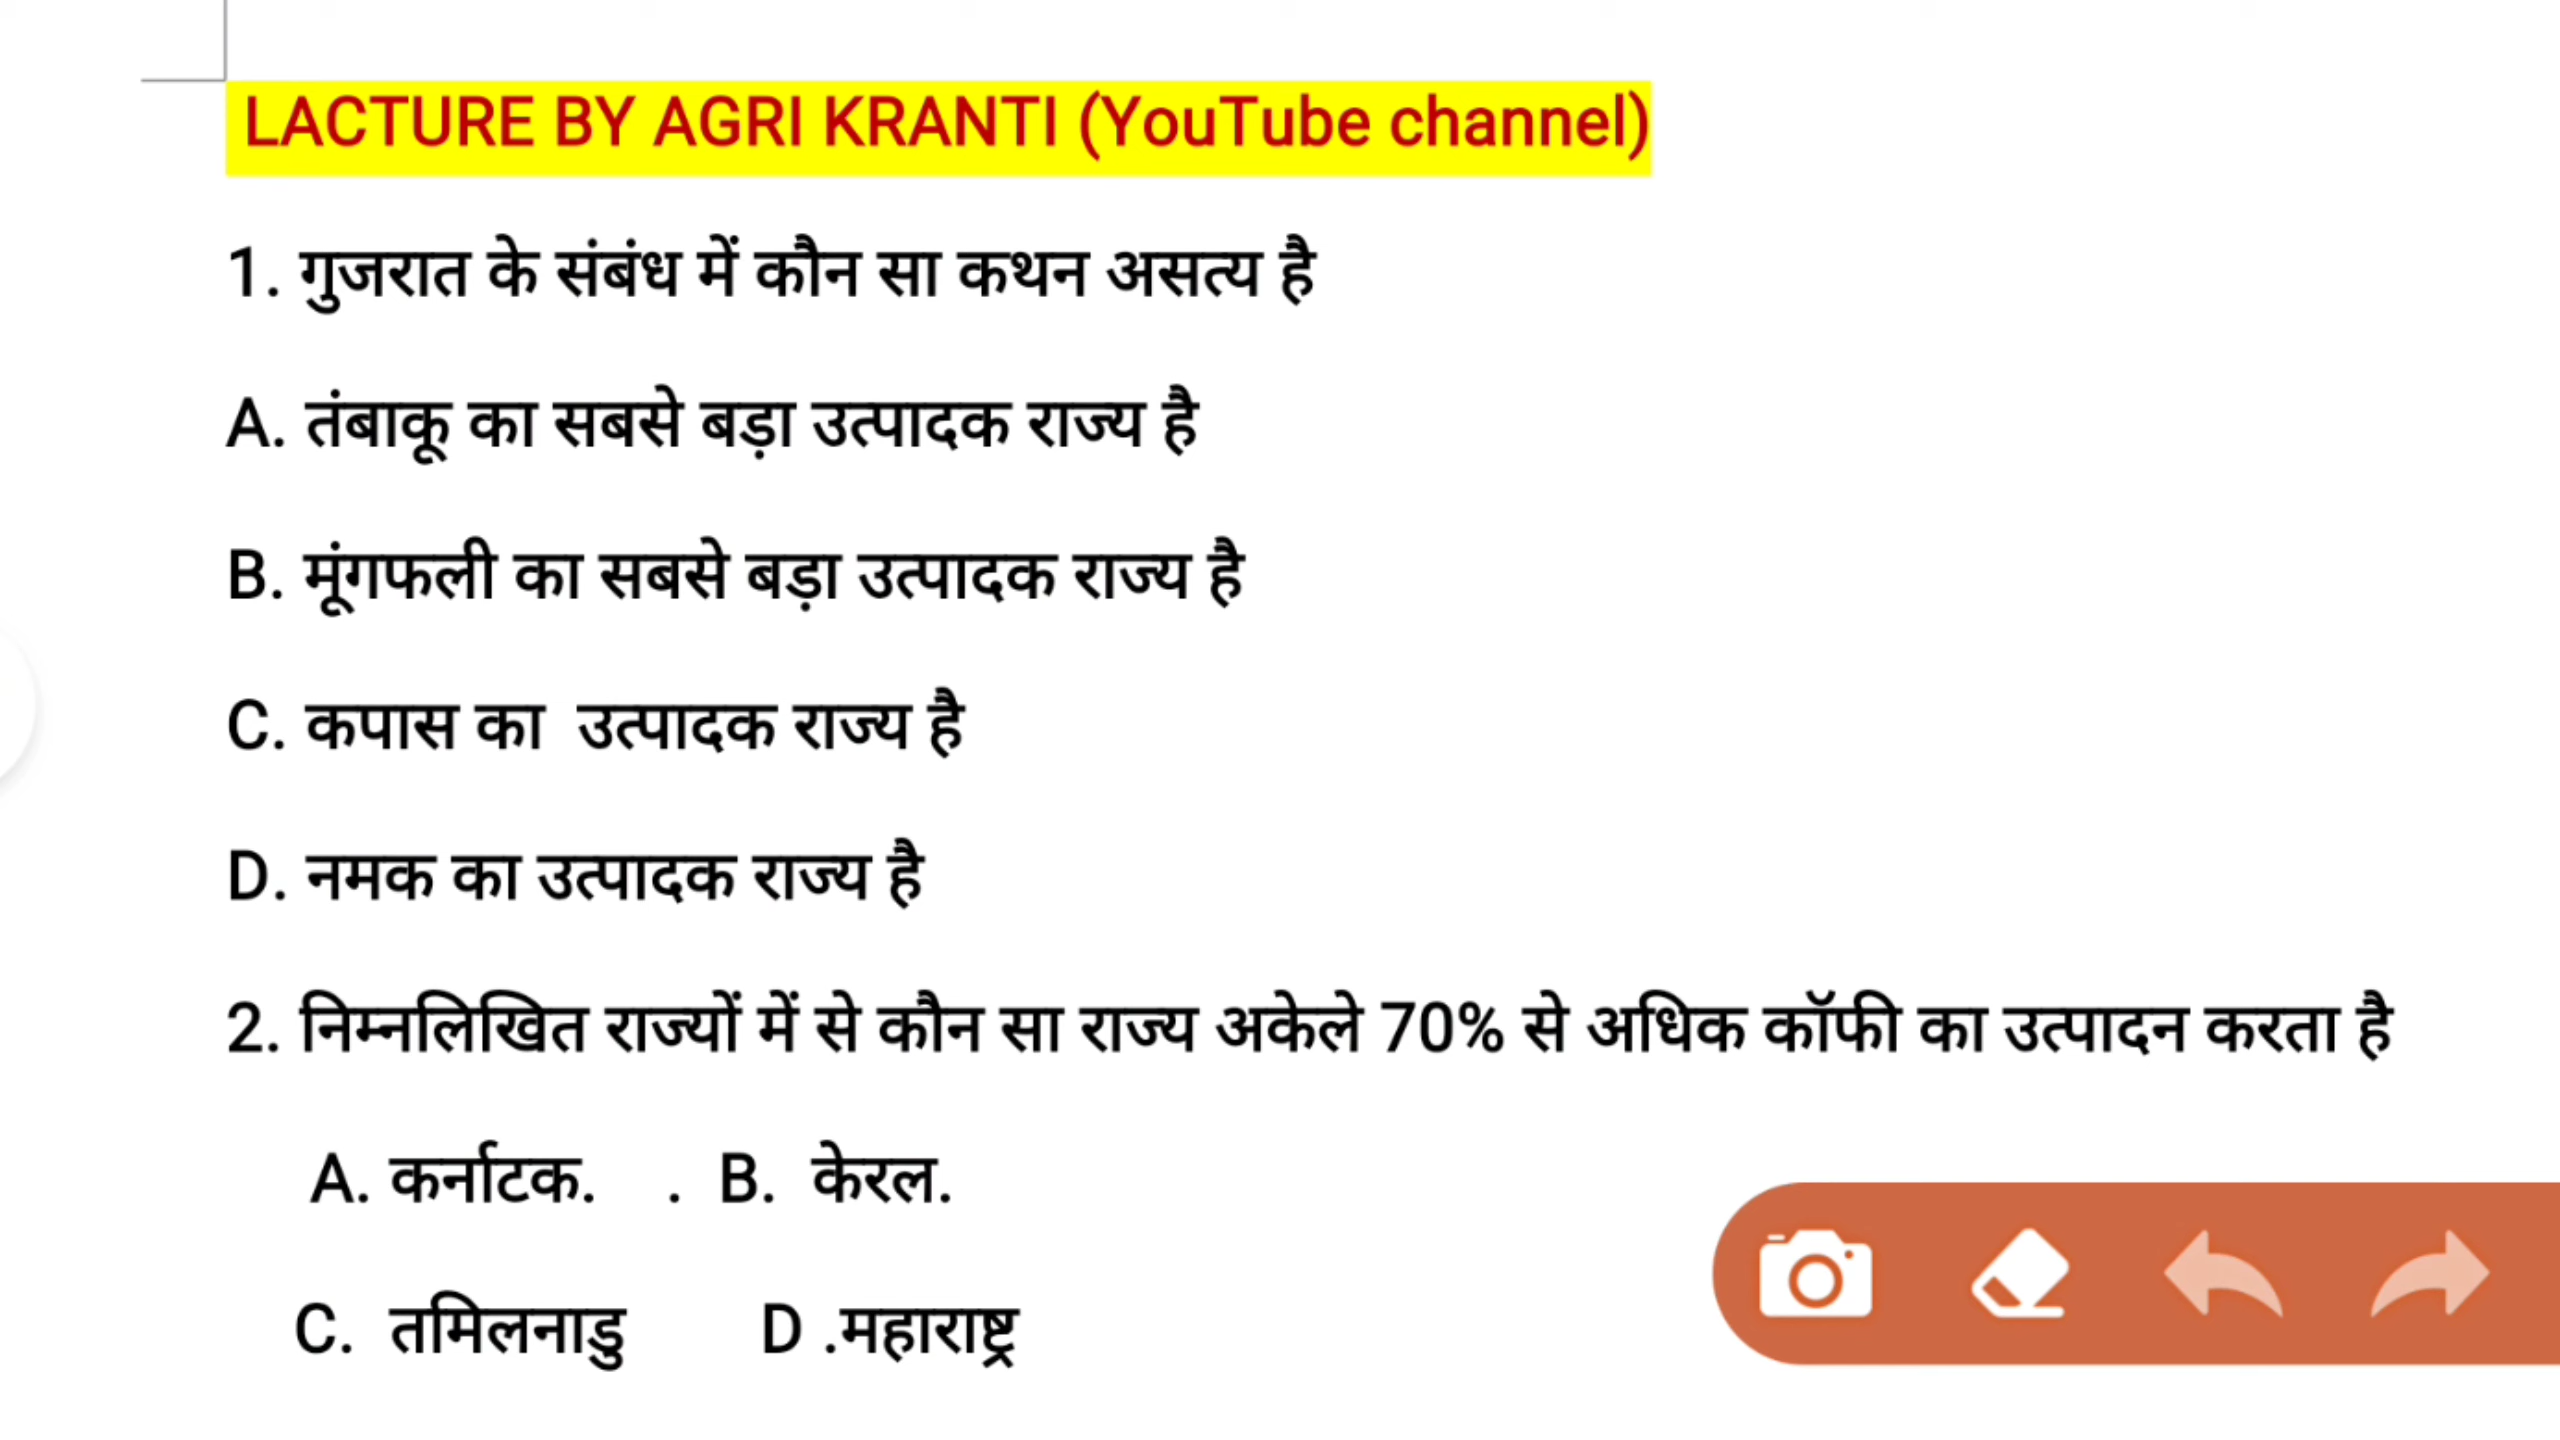 LACTURE BY AGRI KRANTI (YouTube channel)
1. गुजरात के संबंध में कौन सा कथन असत्य है
A. तंबाकू का सबसे बड़ा उत्पादक राज्य है
B. मूंगफली का सबसे बड़ा उत्पादक राज्य है
C. कपास का  उत्पादक राज्य है
D. नमक का उत्पादक राज्य है
2. निम्नलिखित राज्यों में से कौन सा राज्य अकेले 70% से अधिक कॉफी का उत्पादन करता है
A. कर्नाटक.    .  B.  केरल.
C.  तमिलनाडु        D .महाराष्ट्र